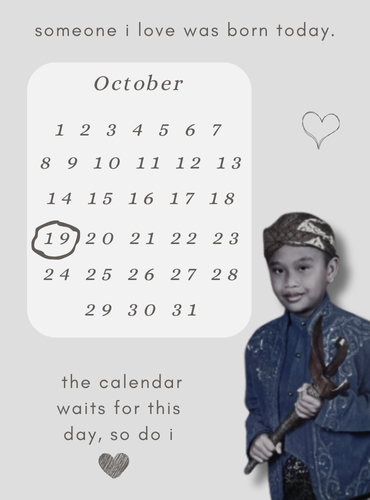 someone i love was born today.
October
1 2 3 4 5 6 7
8 9 10 11 12 13
14 15 16 17 18
19 20 21 22 23
24 25 26 27 28
29 30 31
the calendar
waits for this
day, so do i